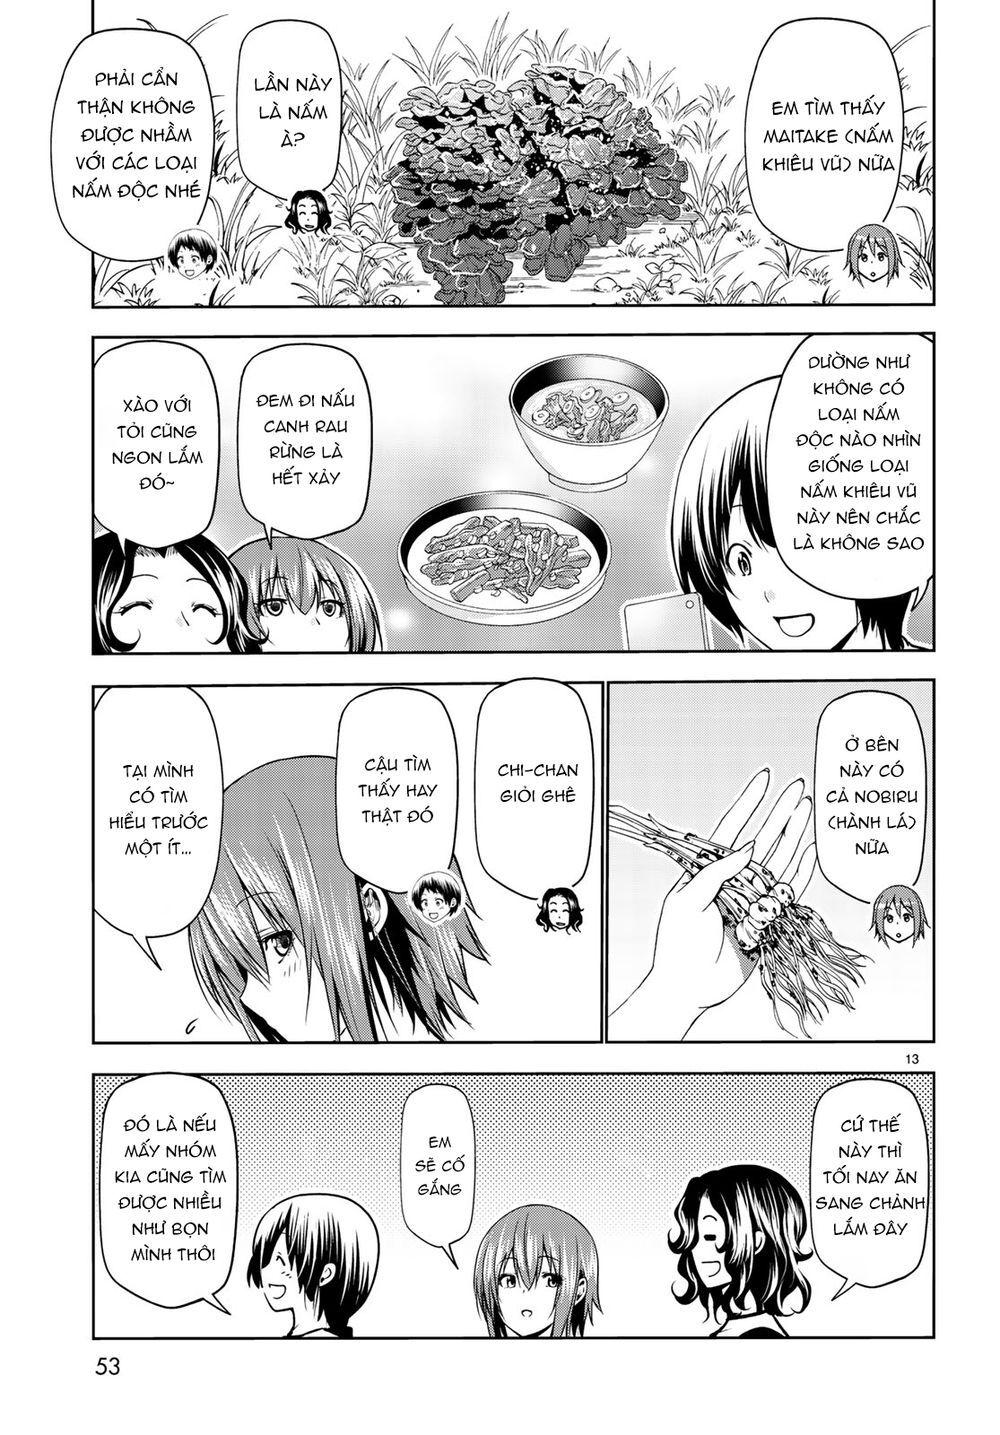 EM TÌM THẤY
MAITAKE (NẤM
KHIÊU VŨ) NỮA
LẦN NÀY
LÀ NẤM
À?
PHẢI CẨN
THẬN KHÔNG
ĐƯỢC NHẦM
VỚI CÁC LOẠI
NẤM ĐỘC NHÉ
DƯỜNG NHƯ
KHÔNG CÓ
LOẠI NẤM
ĐỘC NÀO NHÌN
GIỐNG LOẠI
NẤM KHIÊU VŨ
NÀY NÊN CHẮC
LÀ KHÔNG SAO
ĐEM ĐI NẤU
CANH RAU
RỪNG LÀ
HẾT XẢY
XÀO VỚI
TỎI CŨNG
NGON LẮM
ĐÓ~
Ở BÊN
NÀY CÓ
CẢ NOBIRU
(HÀNH LÁ)
NỮA
CHI-CHAN
GIỎI GHÊ
CẬU TÌM
THẤY HAY
THẬT ĐÓ
TẠI MÌNH
CÓ TÌM
HIỂU TRƯỚC
MỘT ÍT...
13
CỨ THẾ
NÀY THÌ
TỐI NAY ĂN
SANG CHẢNH
LẮM ĐÂY
EM
SẼ CỐ
GẮNG
ĐÓ LÀ NẾU
MẤY NHÓM
KIA CŨNG TÌM
ĐƯỢC NHIỀU
NHƯ BỌN
MÌNH THÔI
53